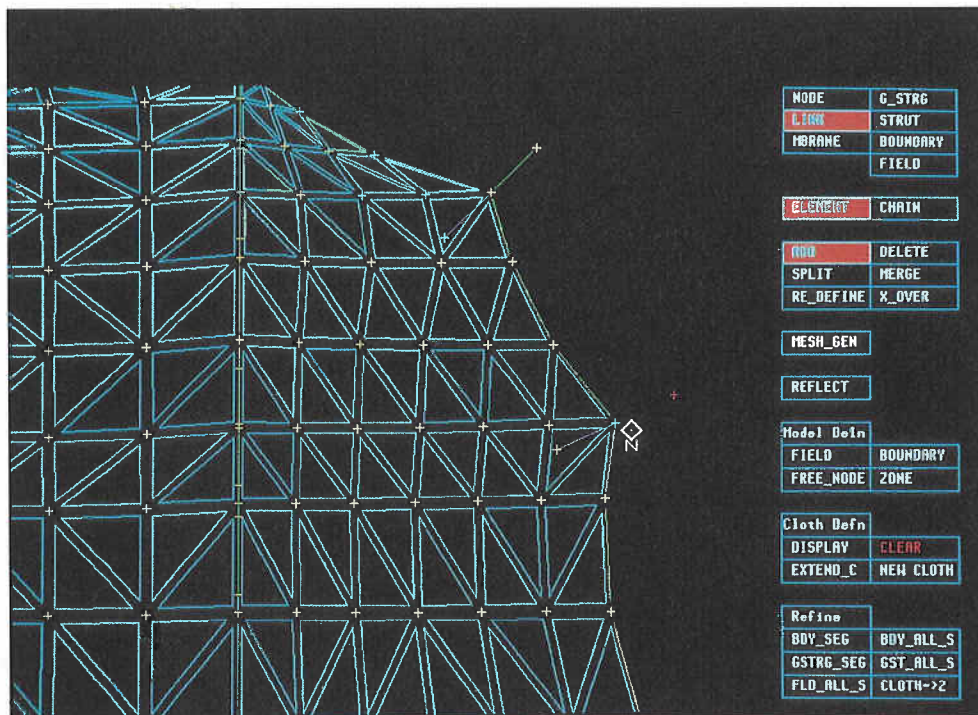 NODE G_STRG
LINK STRUT
MBRANE BOUNDARY
FIELD
ELEMENT CHAIN
ADD DELETE
SPLIT MERGE
RE_DEFINE X_OVER
MESH_GEN
REFLECT
Model Defn
FIELD BOUNDARY
FREE_NODE ZONE
N
Cloth Defn
DISPLAY CLEAR
EXTEND_C NEW CLOTH
Refine
BDY_SEG BDY_ALL_S
GSTRG_SEG GST_ALL_S
FLD_ALL_S CLOTH->2